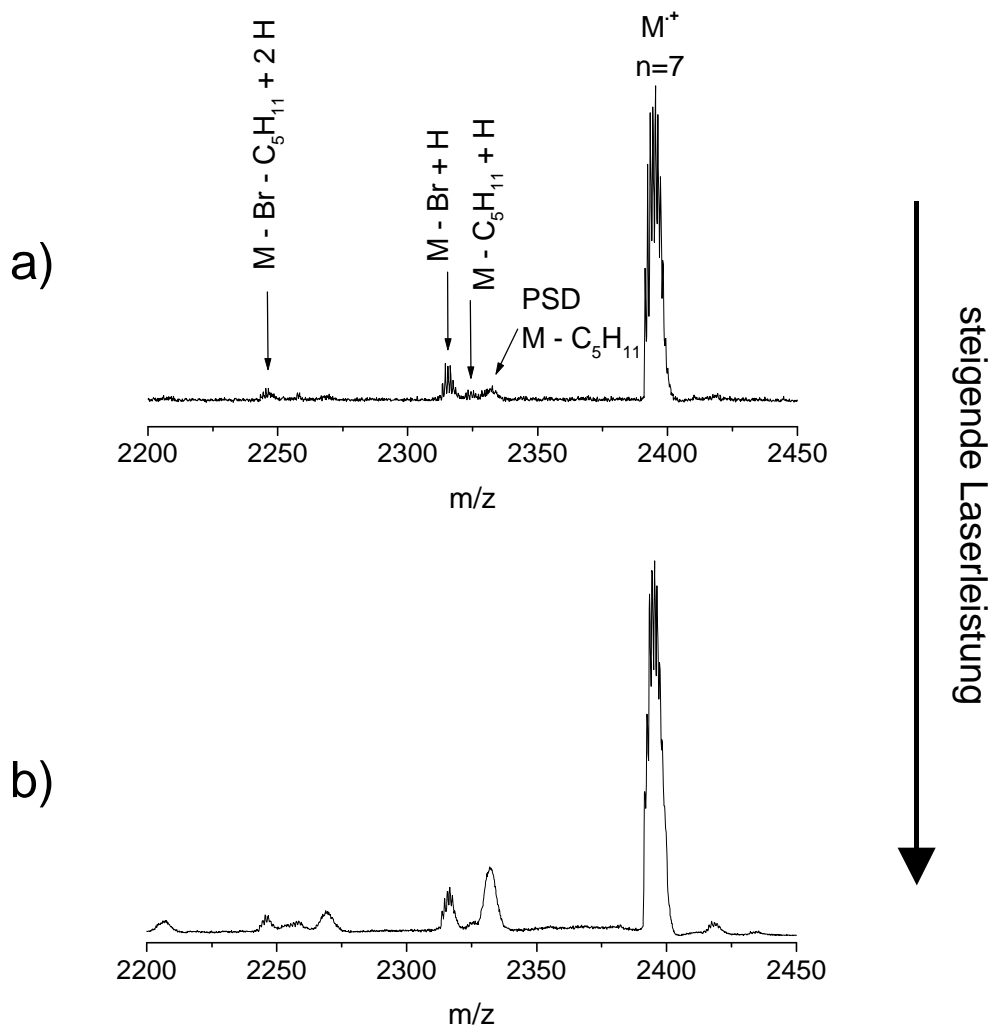 M·+
n=7
M - Br - C₅H₁₁ + 2 H
M - Br + H
M - C₅H₁₁ + H
PSD
M - C₅H₁₁
a)
2200 2250 2300 2350 2400 2450
m/z
steigende Laserleistung
b)
2200 2250 2300 2350 2400 2450
m/z